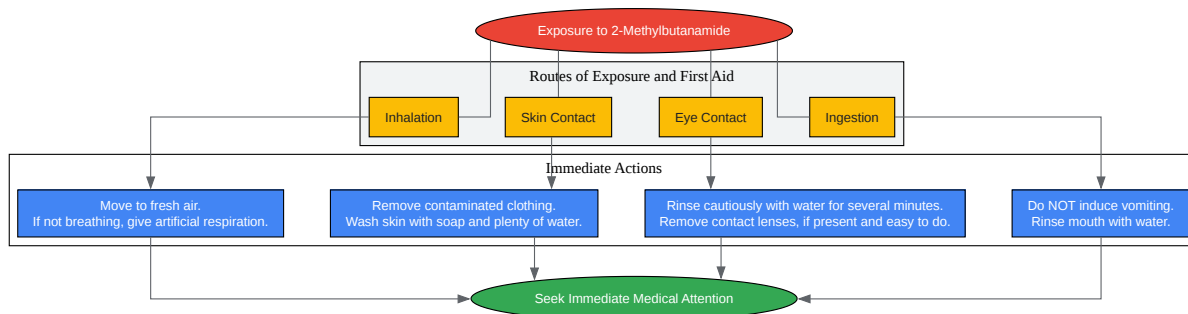 Exposure to 2-Methylbutanamide
Routes of Exposure and First Aid
Inhalation
Skin Contact
Eye Contact
Ingestion
Immediate Actions
Move to fresh air.
If not breathing, give artificial respiration.
Remove contaminated clothing.
Wash skin with soap and plenty of water.
Rinse cautiously with water for several minutes.
Remove contact lenses, if present and easy to do.
Do NOT induce vomiting.
Rinse mouth with water.
Seek Immediate Medical Attention